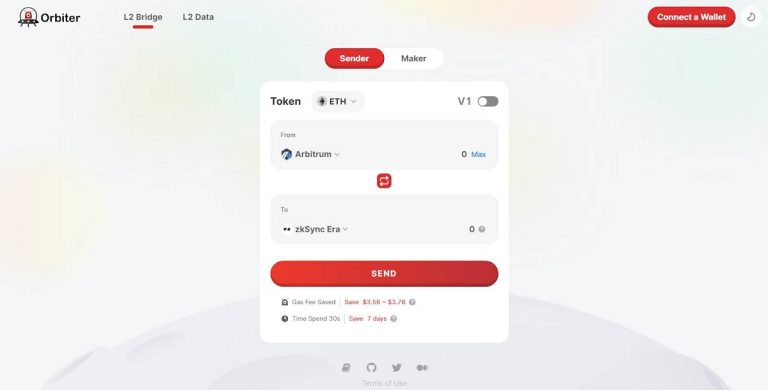 Orbiter L2 Bridge L2 Data Connect a Wallet
Sender Maker
Token ETH V1
From
Arbitrum 0 Max
To
zkSync Era 0
SEND
Gas Fee Saved Save $3.56 ~ $3.76
Time Spend 30s Save 7 days
Terms of Use